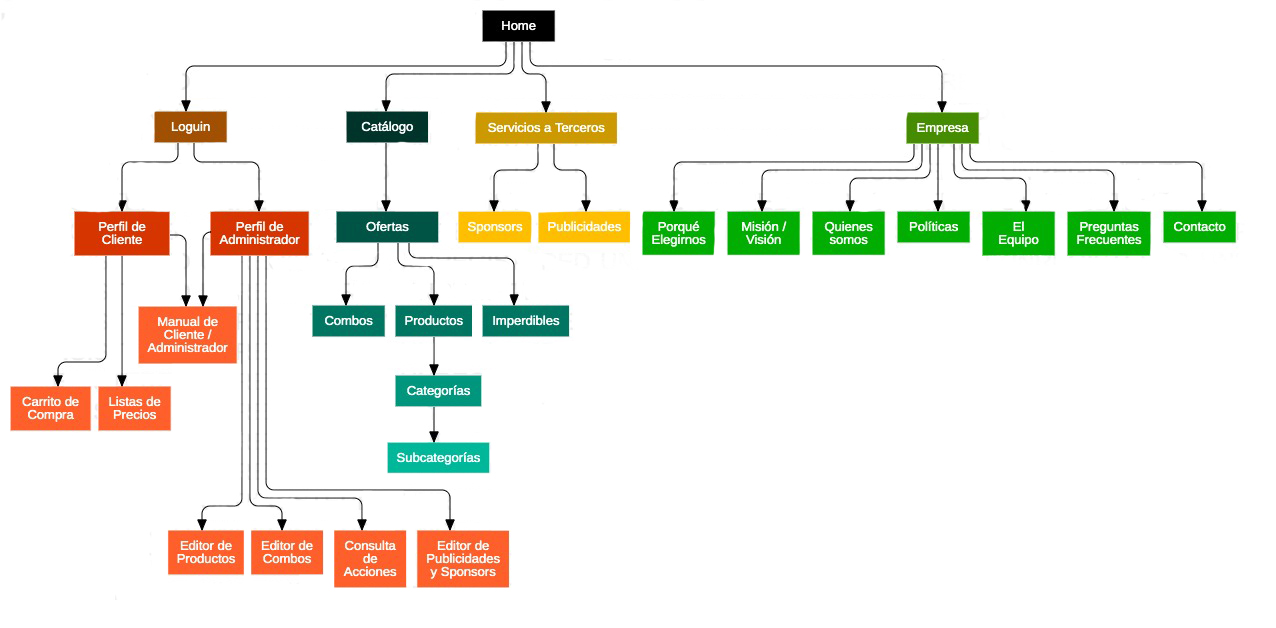 Home
Loguin
Catálogo
Servicios a Terceros
Empresa
Perfil de
Cliente
Perfil de
Administrador
Ofertas
Sponsors
Publicidades
Porqué
Elegirnos
Misión /
Visión
Quienes
somos
Políticas
El
Equipo
Preguntas
Frecuentes
Contacto
Manual de
Cliente /
Administrador
Combos
Productos
Imperdibles
Carrito de
Compra
Listas de
Precios
Categorías
Subcategorías
Editor de
Productos
Editor de
Combos
Consulta
de
Acciones
Editor de
Publicidades
y Sponsors